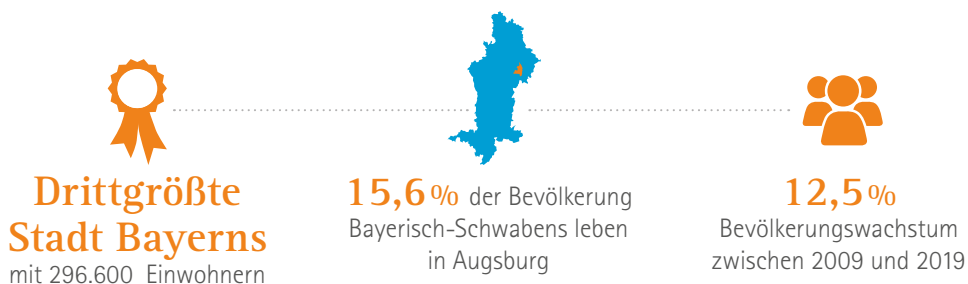 Drittgrößte
Stadt Bayerns
mit 296.600 Einwohnern
15,6 % der Bevölkerung
Bayerisch-Schwabens leben
in Augsburg
12,5 %
Bevölkerungswachstum
zwischen 2009 und 2019